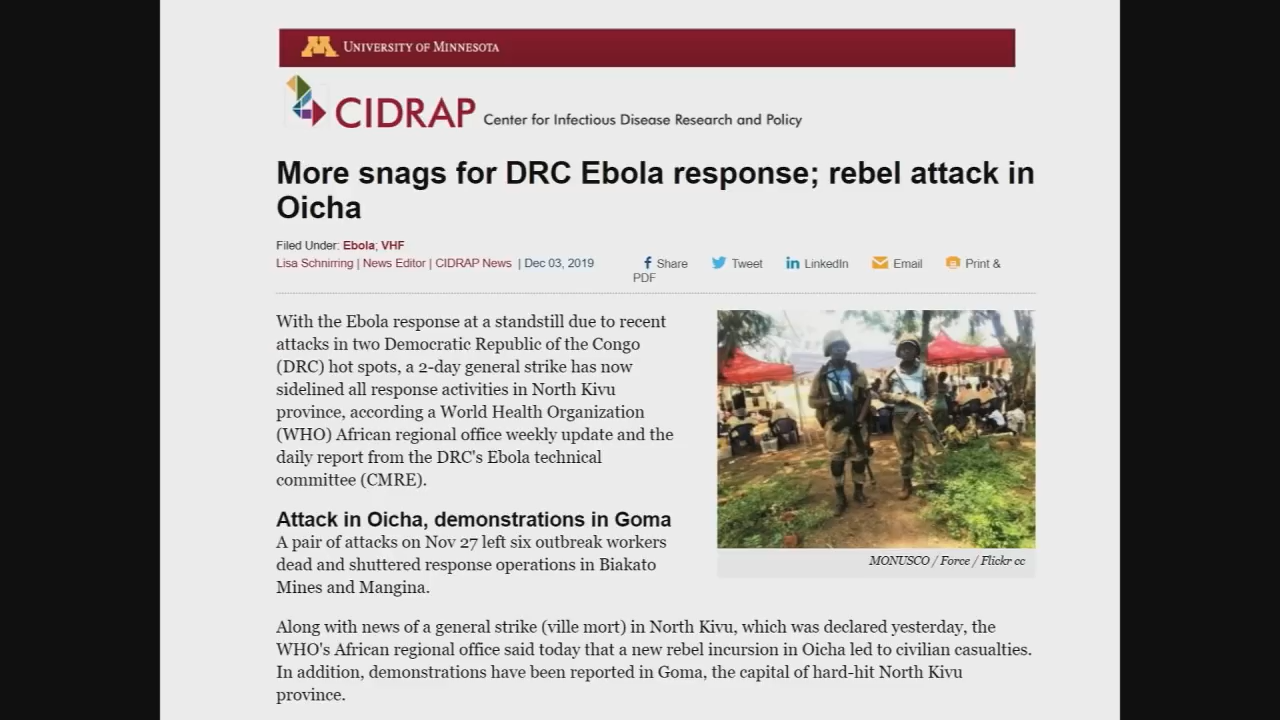 UNIVERSITY OF MINNESOTA
CIDRAP Center for Infectious Disease Research and Policy
More snags for DRC Ebola response; rebel attack in
Oicha
Filed Under: Ebola; VHF
Lisa Schnirring | News Editor | CIDRAP News | Dec 03, 2019
Share Tweet LinkedIn Email Print &
PDF
With the Ebola response at a standstill due to recent
attacks in two Democratic Republic of the Congo
(DRC) hot spots, a 2-day general strike has now
sidelined all response activities in North Kivu
province, according a World Health Organization
(WHO) African regional office weekly update and the
daily report from the DRC's Ebola technical
committee (CMRE).
UN
MONUSCO / Force / Flickr cc
Attack in Oicha, demonstrations in Goma
A pair of attacks on Nov 27 left six outbreak workers
dead and shuttered response operations in Biakato
Mines and Mangina.
Along with news of a general strike (ville mort) in North Kivu, which was declared yesterday, the
WHO's African regional office said today that a new rebel incursion in Oicha led to civilian casualties.
In addition, demonstrations have been reported in Goma, the capital of hard-hit North Kivu
province.